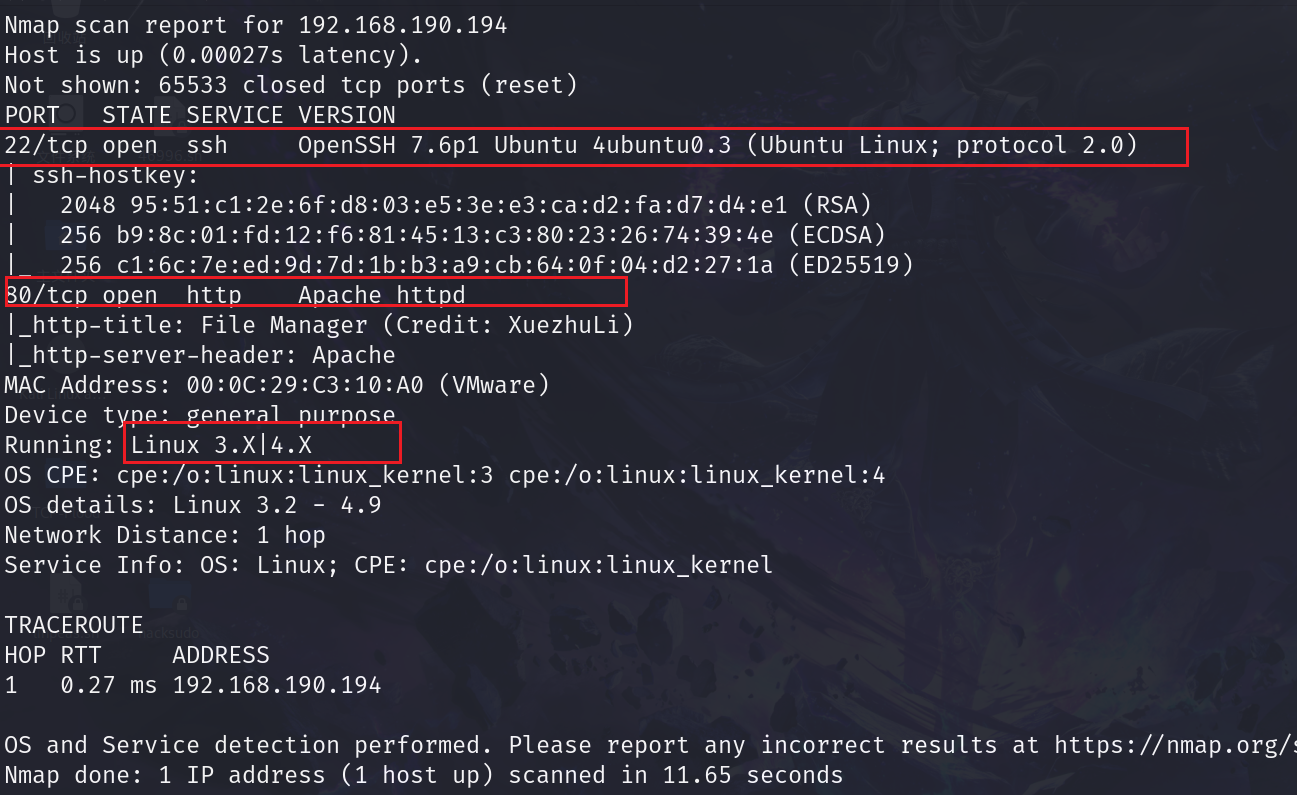 Nmap scan report for 192.168.190.194
Host is up (0.00027s latency).
Not shown: 65533 closed tcp ports (reset)
PORT   STATE SERVICE VERSION
22/tcp open  ssh     OpenSSH 7.6p1 Ubuntu 4ubuntu0.3 (Ubuntu Linux; protocol 2.0)
| ssh-hostkey:
|   2048 95:51:c1:2e:6f:d8:03:e5:3e:e3:ca:d2:fa:d7:d4:e1 (RSA)
|   256 b9:8c:01:fd:12:f6:81:45:13:c3:80:23:26:74:39:4e (ECDSA)
|_  256 c1:6c:7e:ed:9d:7d:1b:b3:a9:cb:64:0f:04:d2:27:1a (ED25519)
80/tcp open  http    Apache httpd
|_http-title: File Manager (Credit: XuezhuLi)
|_http-server-header: Apache
MAC Address: 00:0C:29:C3:10:A0 (VMware)
Device type: general purpose
Running: Linux 3.X|4.X
OS CPE: cpe:/o:linux:linux_kernel:3 cpe:/o:linux:linux_kernel:4
OS details: Linux 3.2 - 4.9
Network Distance: 1 hop
Service Info: OS: Linux; CPE: cpe:/o:linux:linux_kernel

TRACEROUTE
HOP RTT     ADDRESS
1   0.27 ms 192.168.190.194

OS and Service detection performed. Please report any incorrect results at https://nmap.org/s
Nmap done: 1 IP address (1 host up) scanned in 11.65 seconds